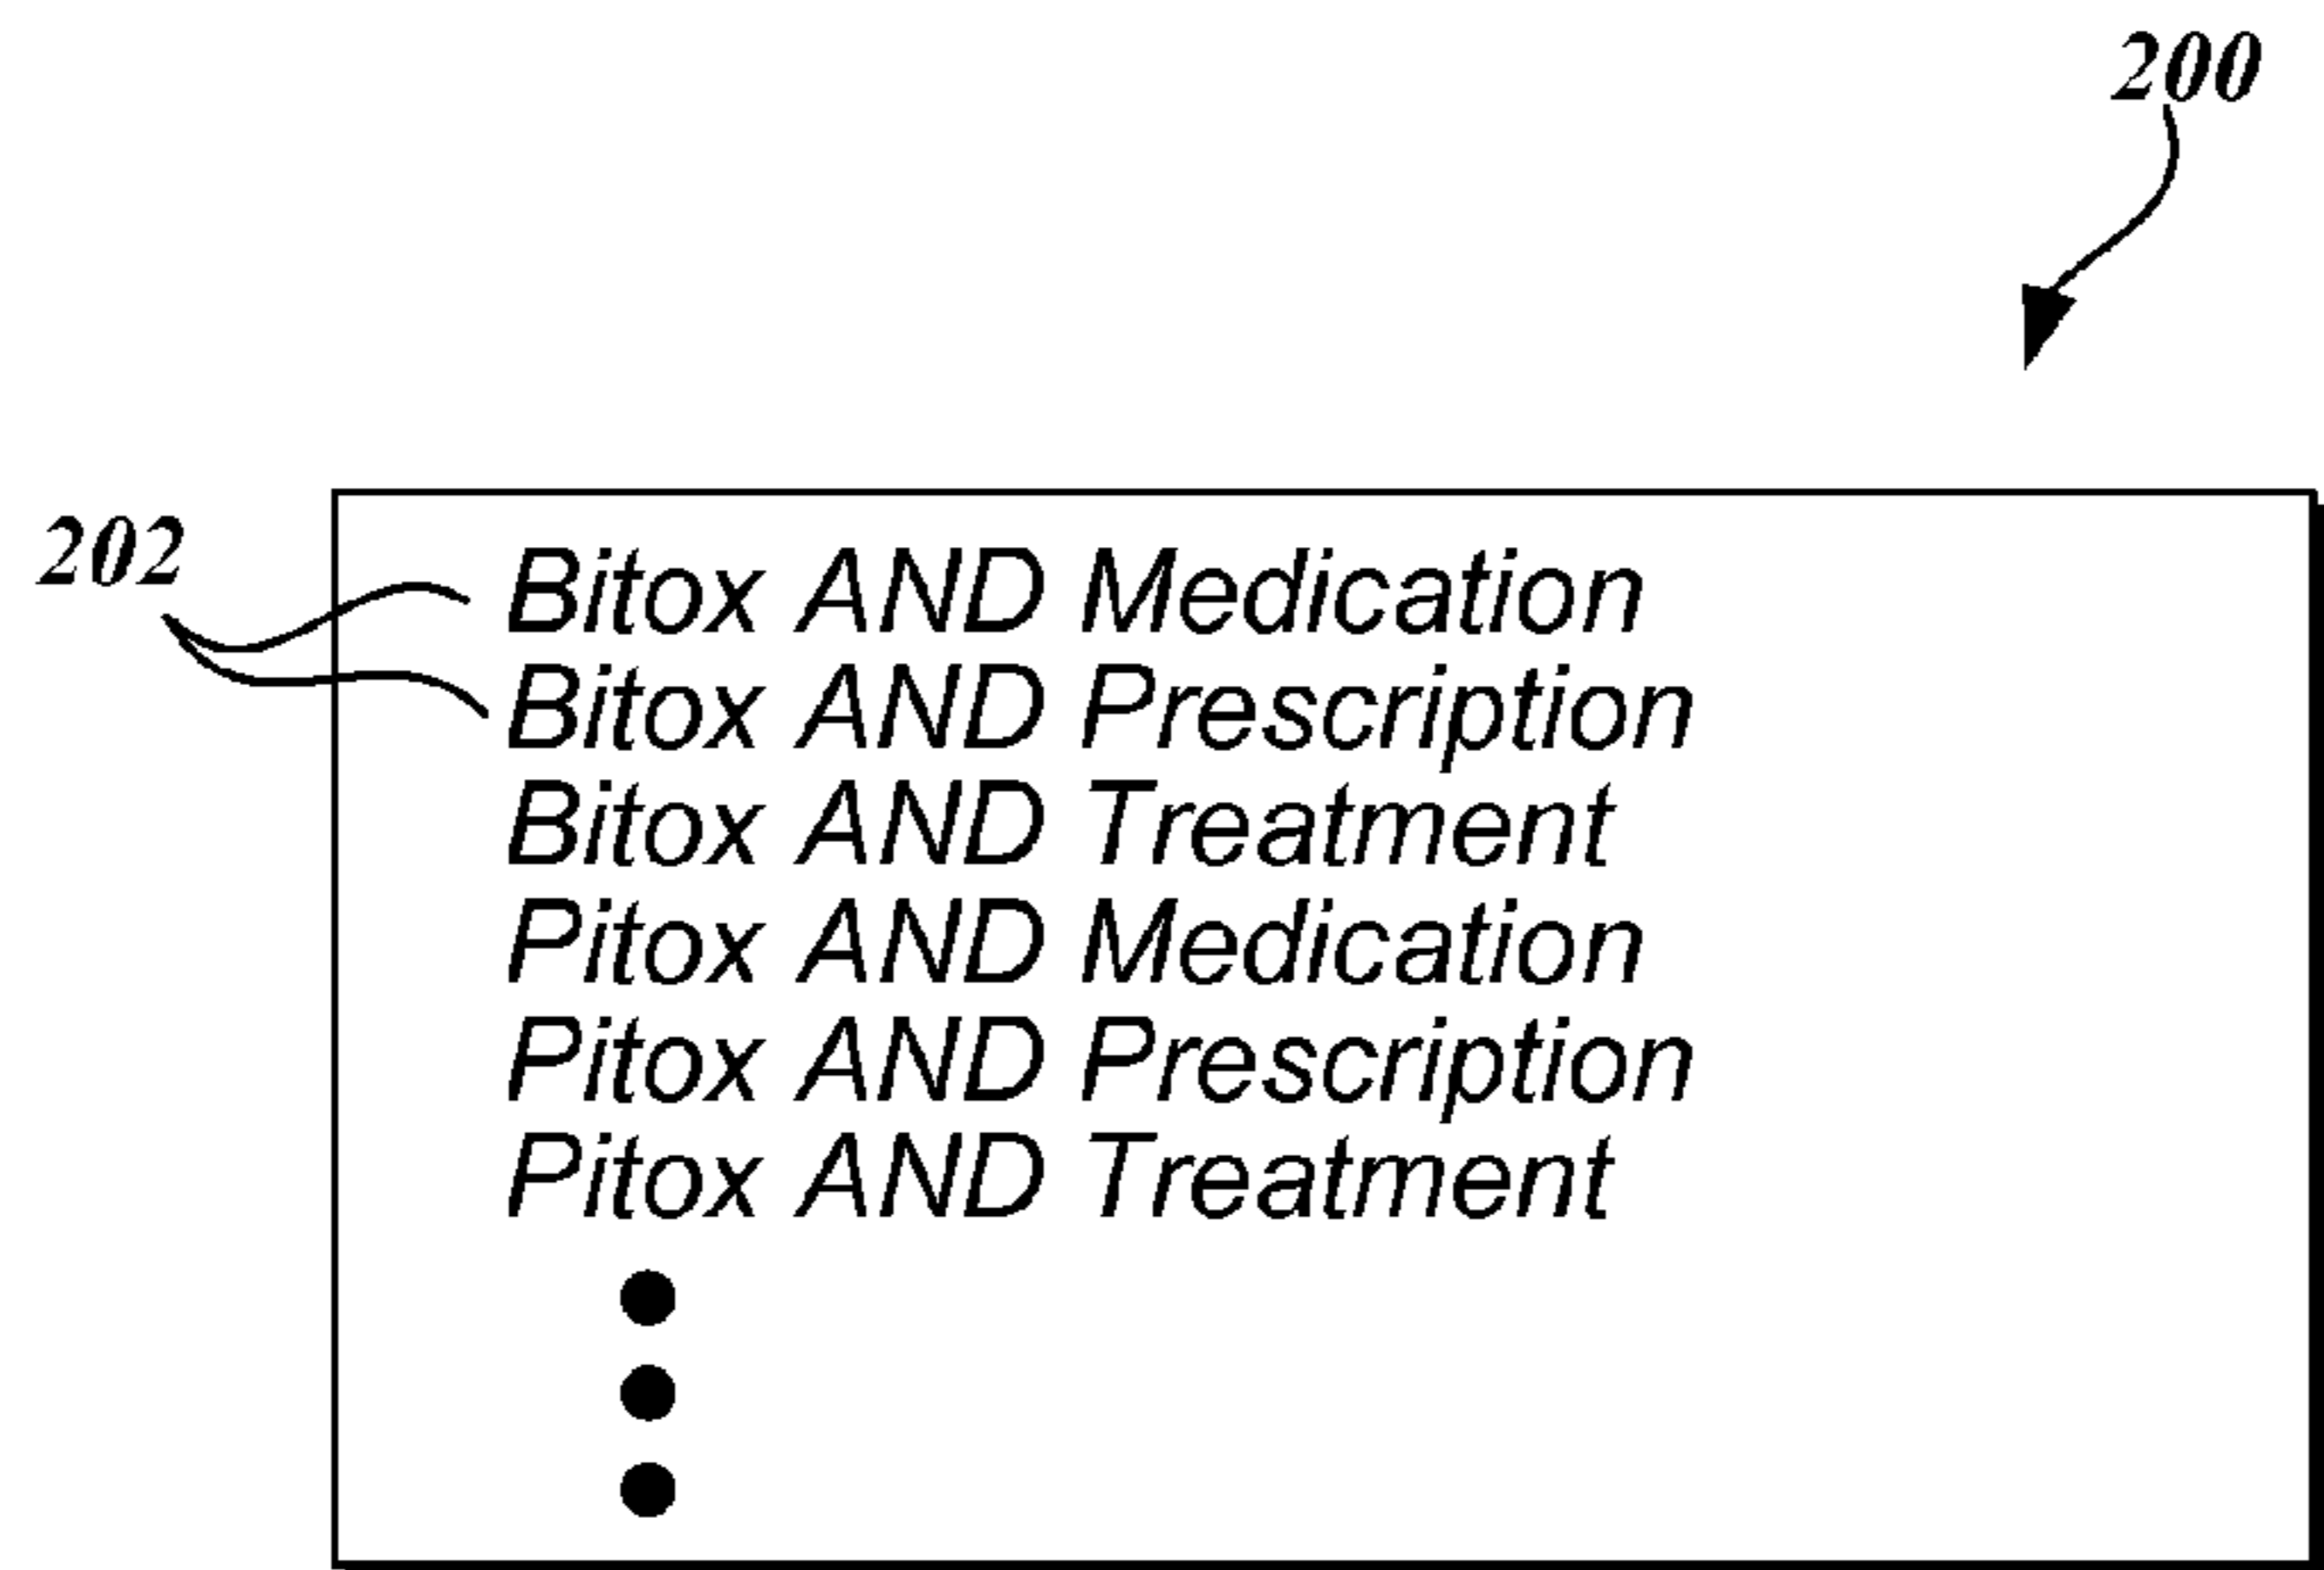 200
202
Bitox AND Medication
Bitox AND Prescription
Bitox AND Treatment
Pitox AND Medication
Pitox AND Prescription
Pitox AND Treatment